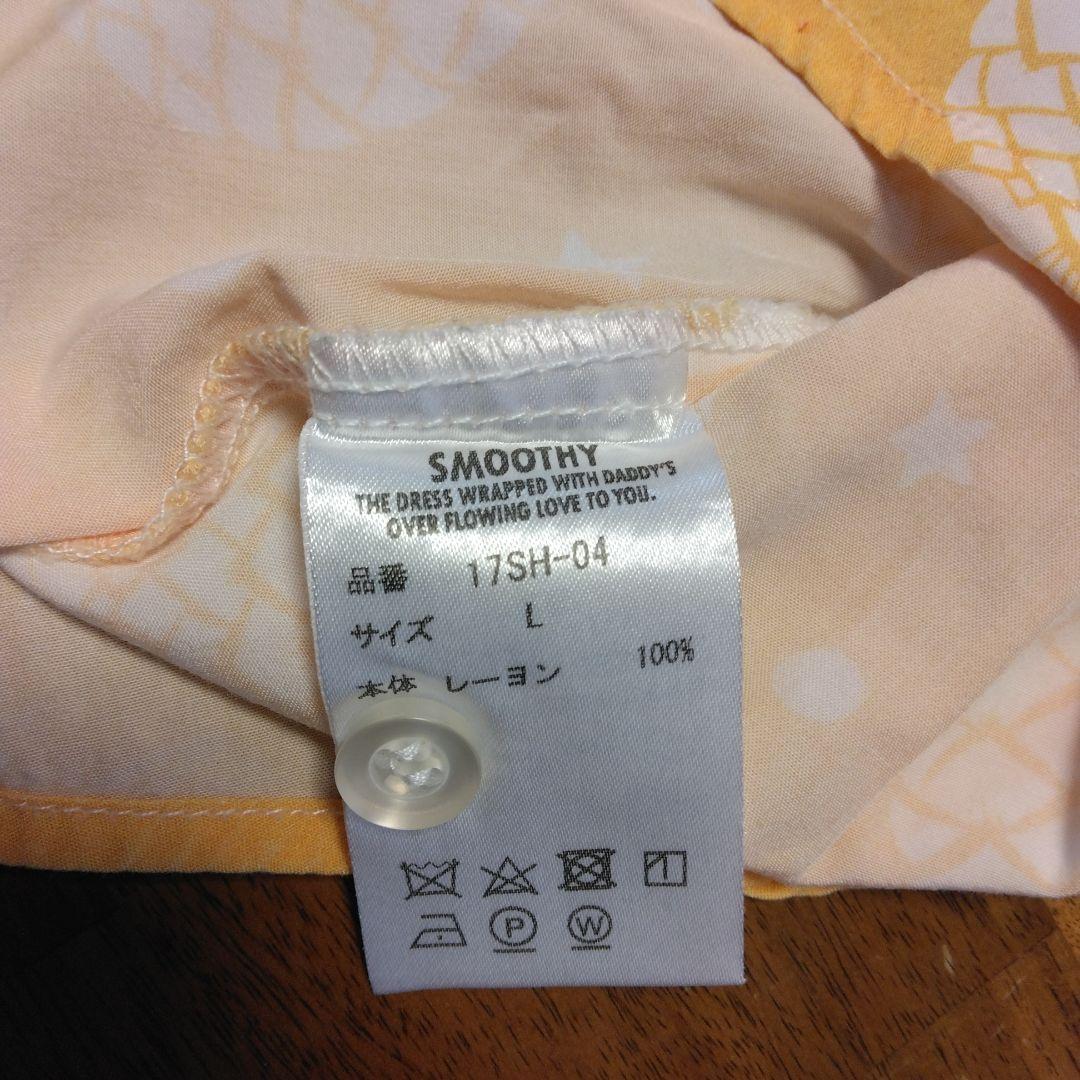 SMOOTHY
THE DRESS WRAPPED WITH DADDY'S
OVER FLOWING LOVE TO YOU.
品番 17SH-04
サイズ L
本体 レーヨン 100%
P W